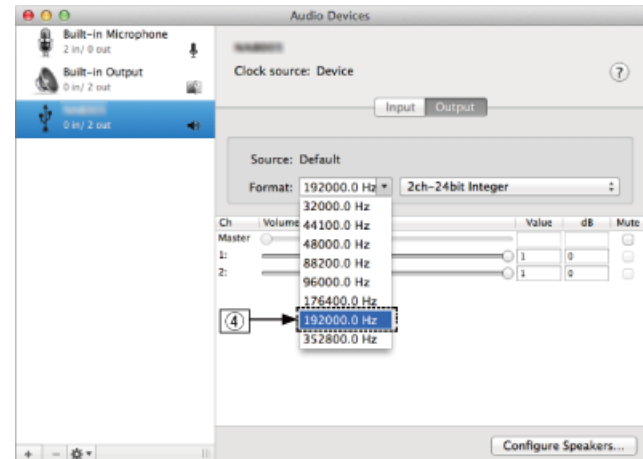 Audio Devices
Built-in Microphone
2 in/ 0 out
Built-in Output
0 in/ 2 out
0 in/ 2 out
Clock source: Device
?
Input Output
Source: Default
Format: 192000.0 Hz 2ch-24bit Integer
32000.0 Hz
44100.0 Hz
48000.0 Hz
88200.0 Hz
96000.0 Hz
176400.0 Hz
192000.0 Hz
352800.0 Hz
Ch Volume Value dB Mute
Master
1: 1 0
2: 1 0
④
+ -
Configure Speakers...